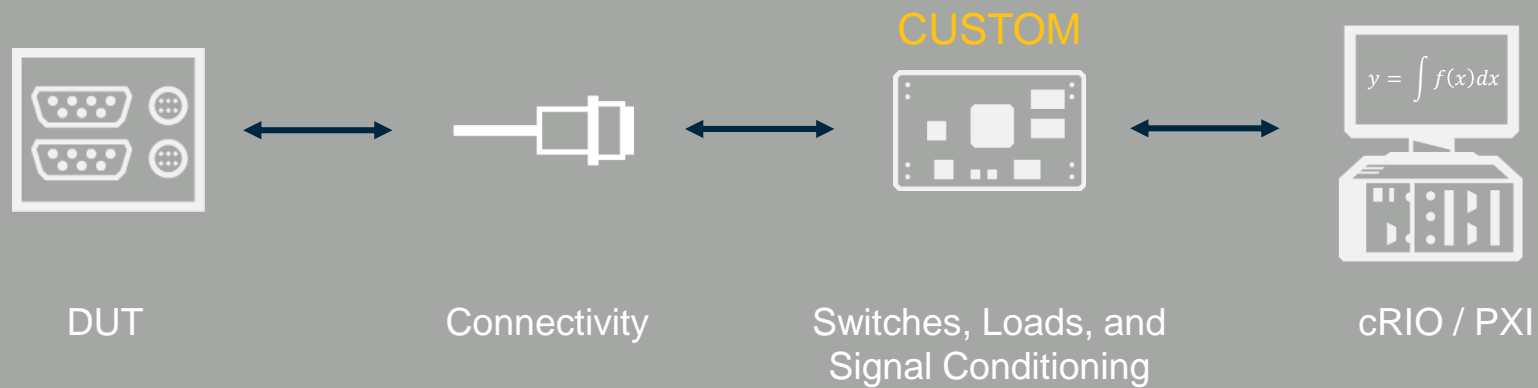 CUSTOM
y = ∫ f(x)dx
DUT
Connectivity
Switches, Loads, and
Signal Conditioning
cRIO / PXI